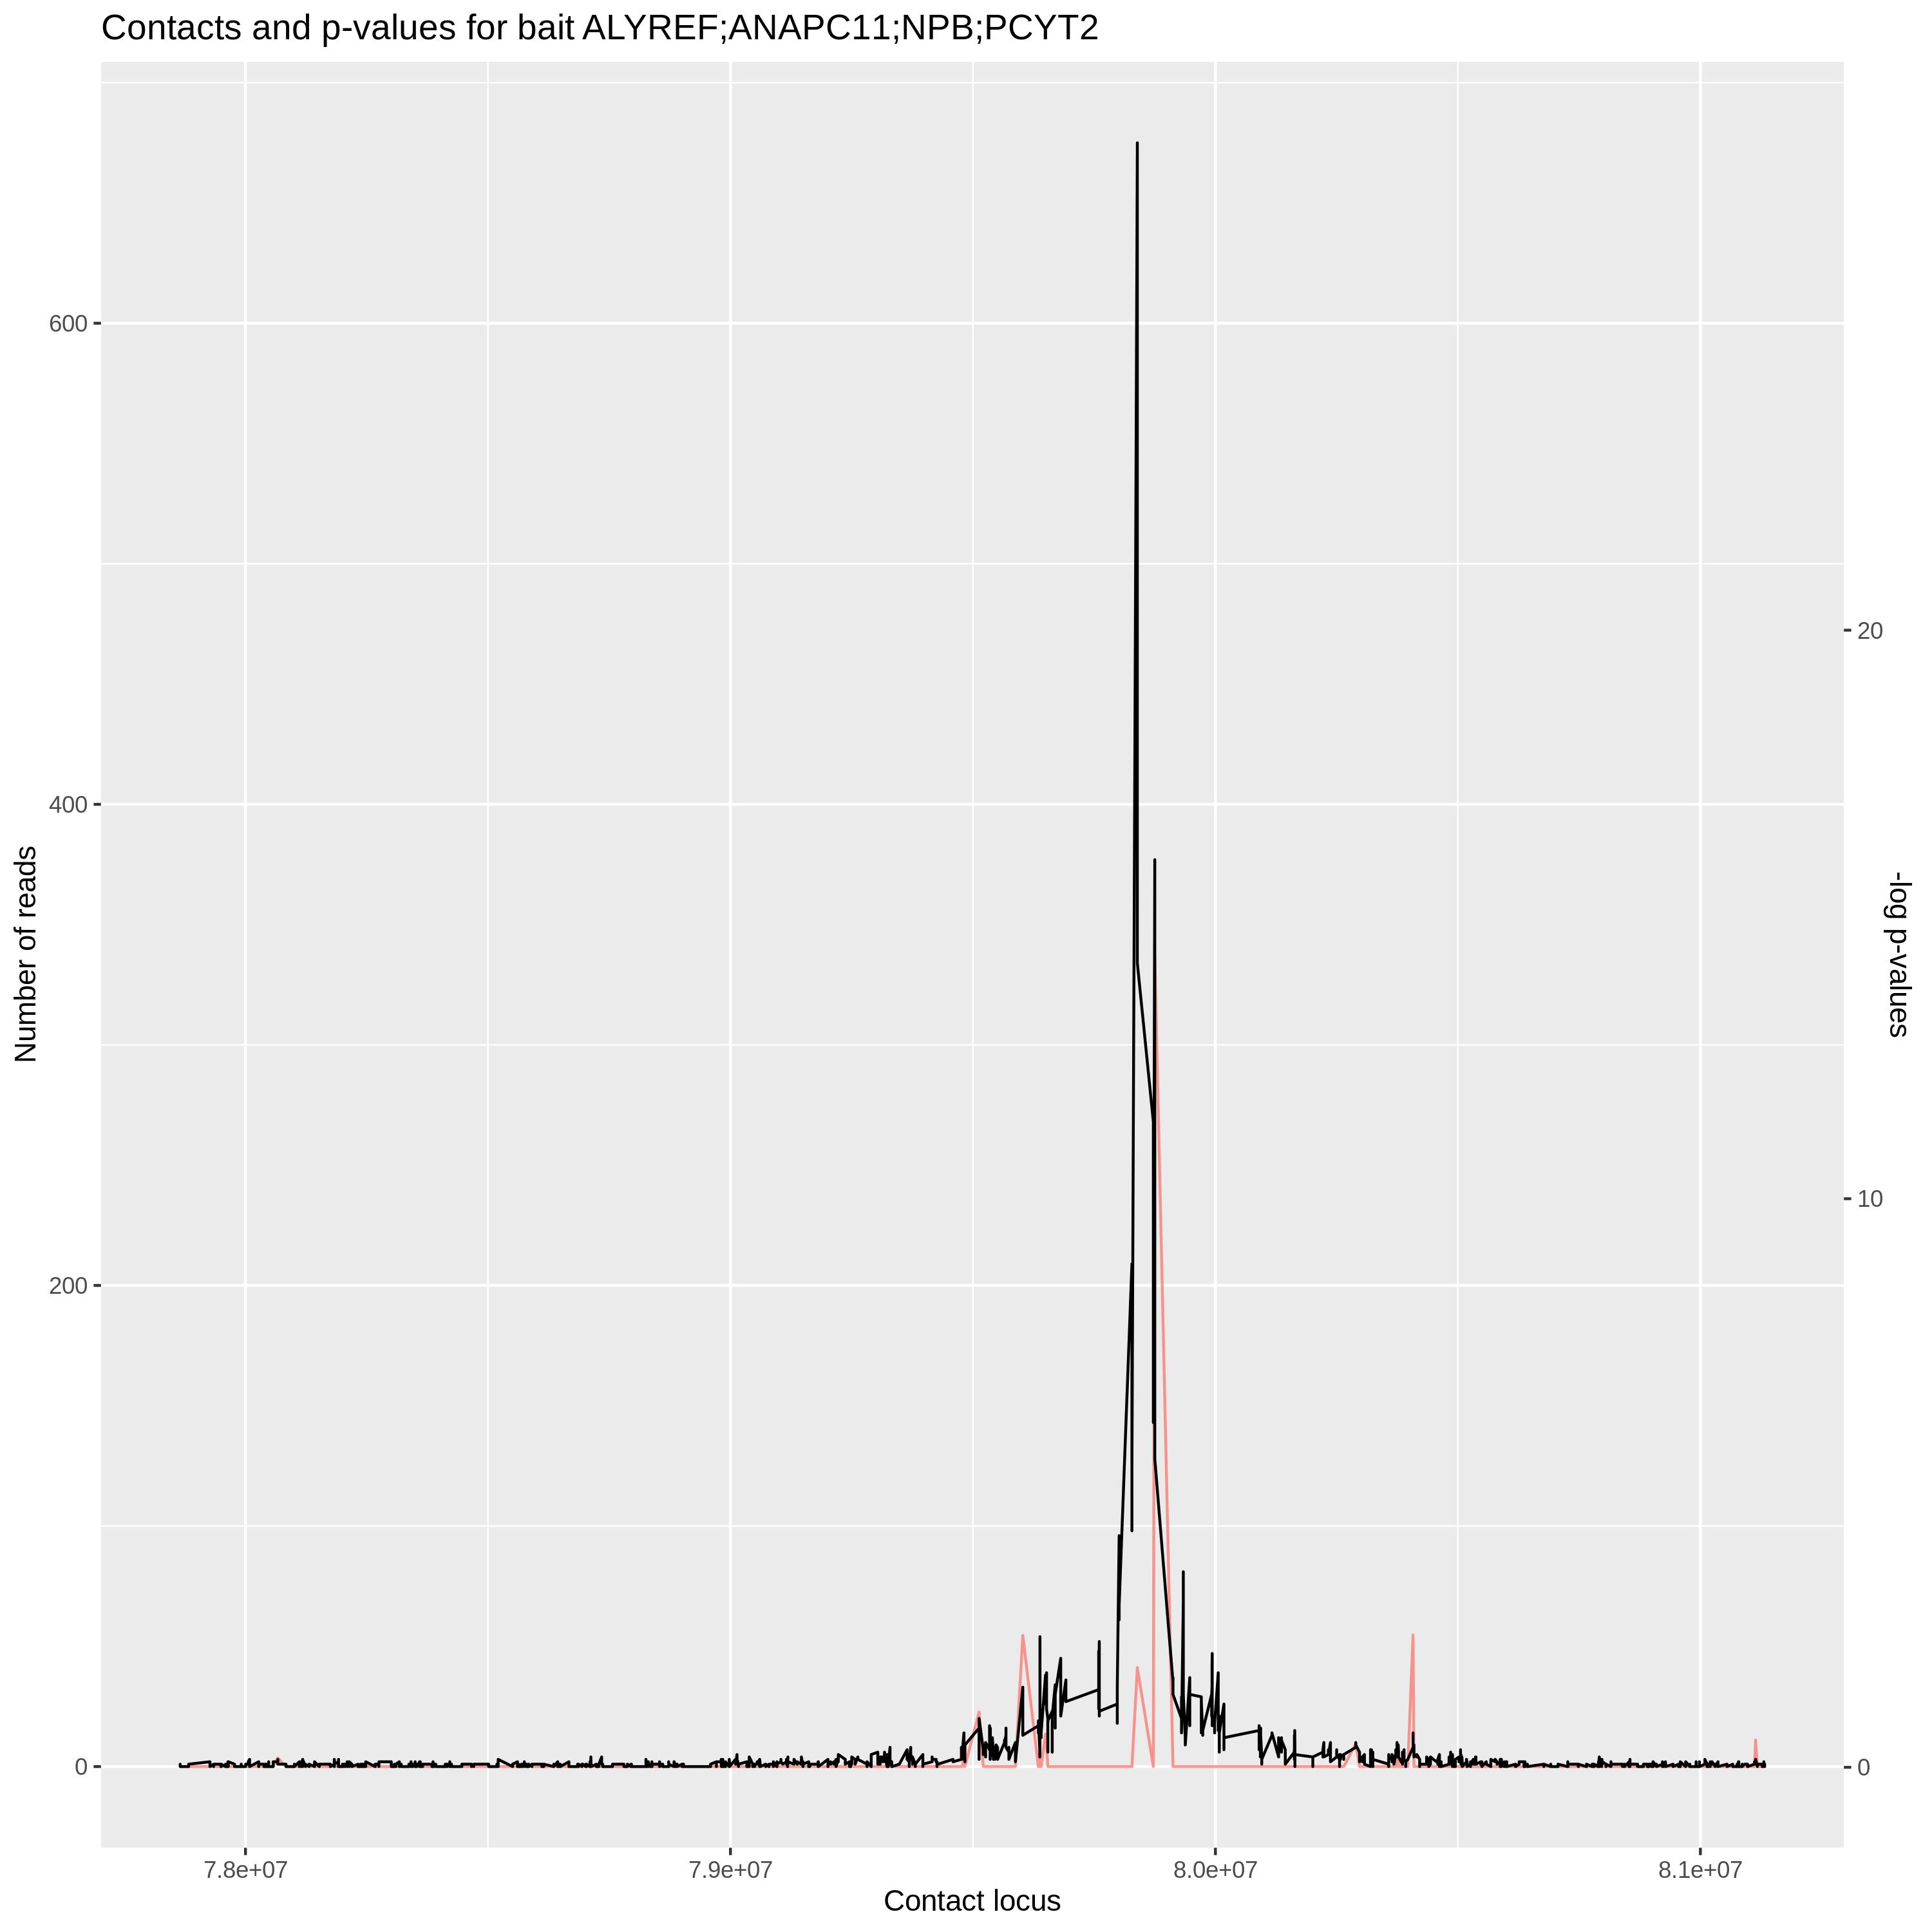 Contacts and p-values for bait ALYREF;ANAPC11;NPB;PCYT2
600
400
200
0
Number of reads
20
10
0
-log p-values
7.8e+07
7.9e+07
8.0e+07
8.1e+07
Contact locus